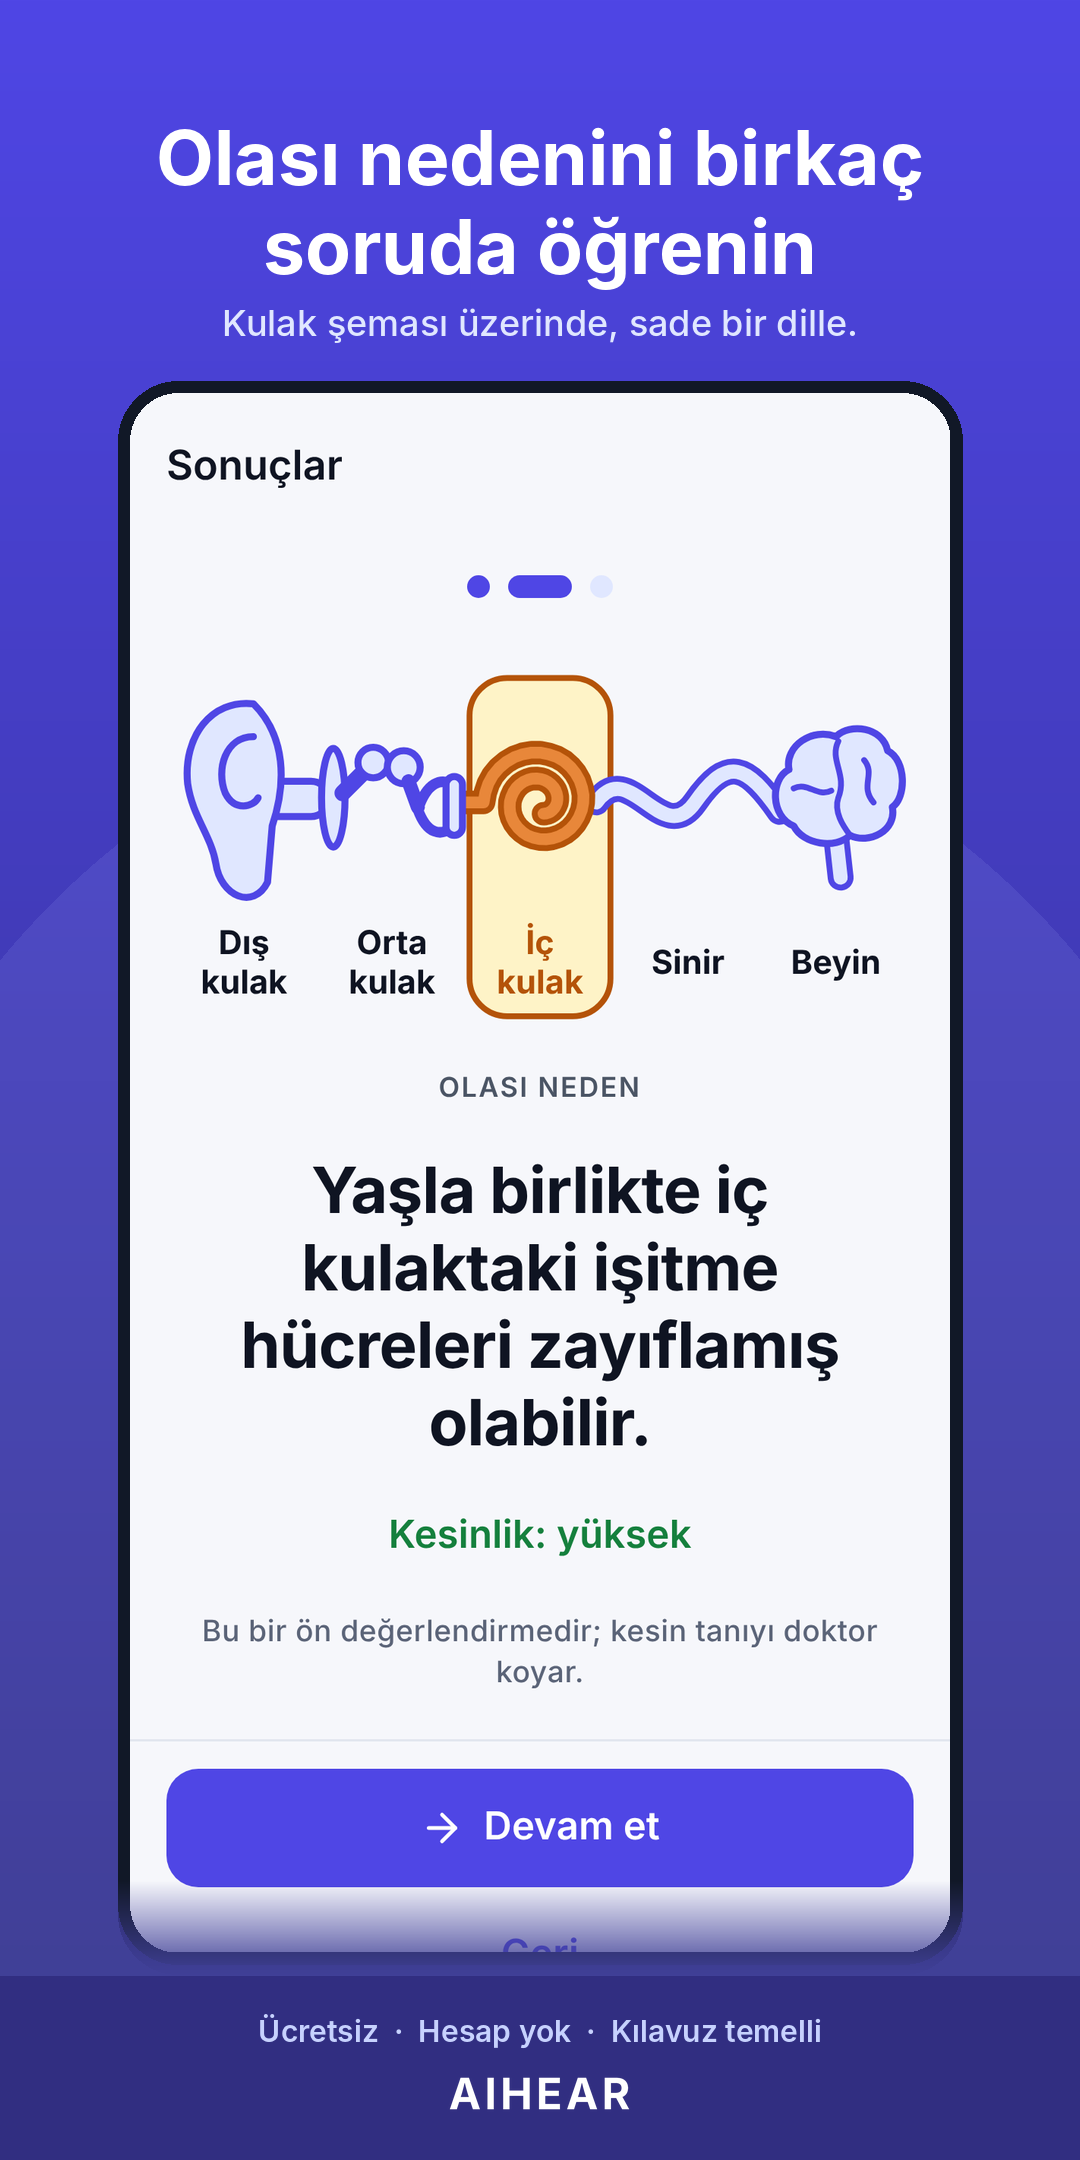 Olası nedenini birkaç
soruda öğrenin
Kulak şeması üzerinde, sade bir dille.
Sonuçlar
Dış
kulak
Orta
kulak
İç
kulak
Sinir
Beyin
OLASI NEDEN
Yaşla birlikte iç
kulaktaki işitme
hücreleri zayıflamış
olabilir.
Kesinlik: yüksek
Bu bir ön değerlendirmedir; kesin tanıyı doktor
koyar.
Devam et
Geri
Ücretsiz · Hesap yok · Kılavuz temelli
AIHEAR